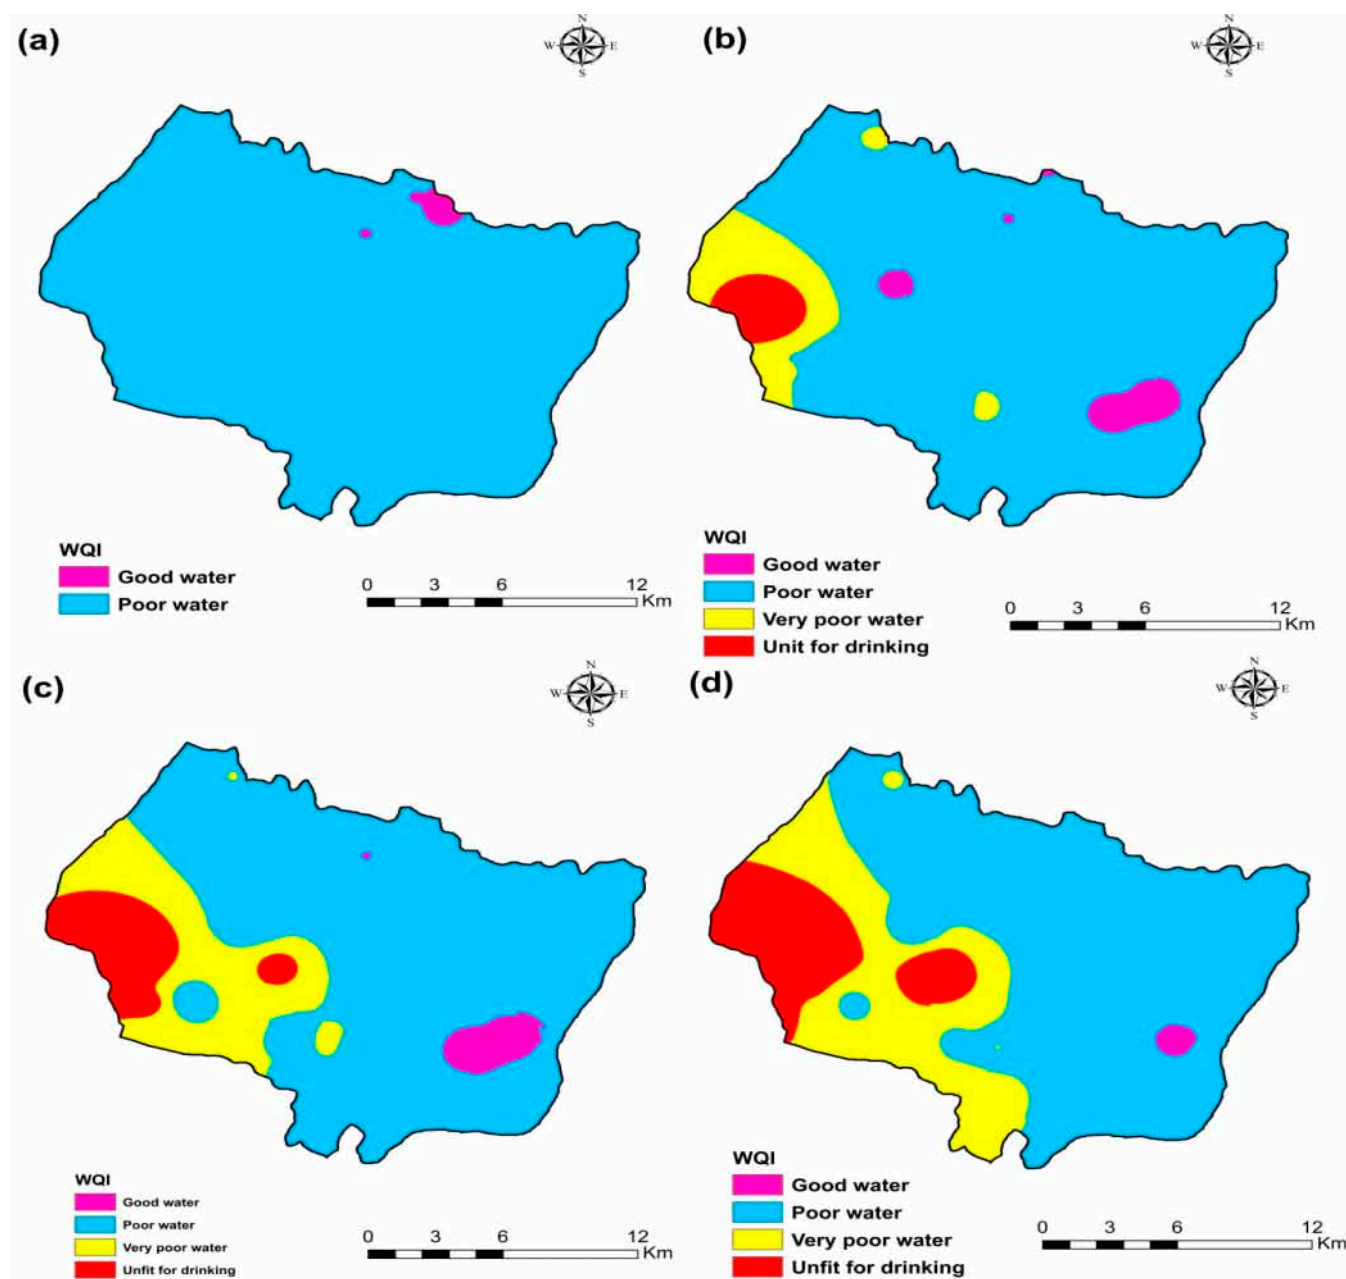 (a)
N
W E
S
WQI
Good water
Poor water
0 3 6 12
Km
(b)
N
W E
S
WQI
Good water
Poor water
Very poor water
Unit for drinking
0 3 6 12
Km
(c)
N
W E
S
WQI
Good water
Poor water
Very poor water
Unfit for drinking
0 3 6 12
Km
(d)
N
W E
S
WQI
Good water
Poor water
Very poor water
Unfit for drinking
0 3 6 12
Km